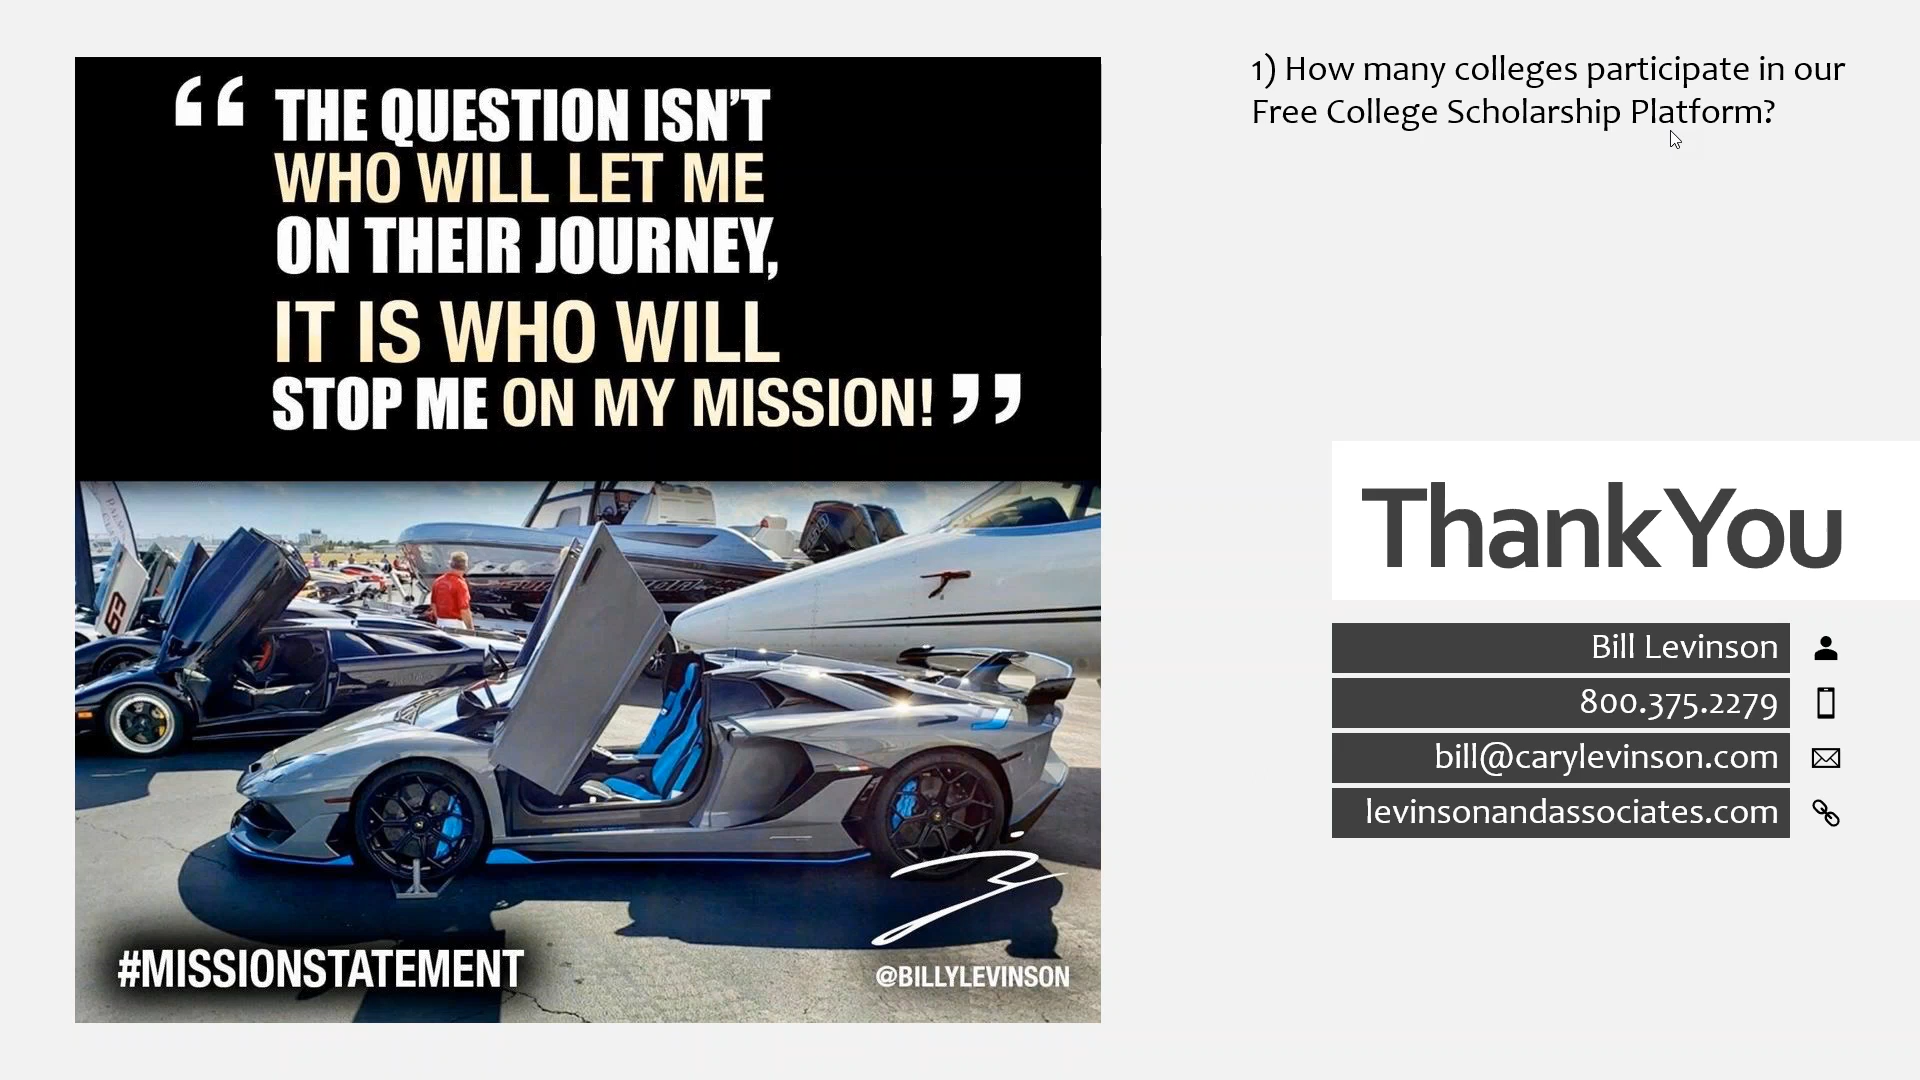 “ THE QUESTION ISN’T
WHO WILL LET ME
ON THEIR JOURNEY,
IT IS WHO WILL
STOP ME ON MY MISSION! ”
#MISSIONSTATEMENT
@BILLYLEVINSON
1) How many colleges participate in our
Free College Scholarship Platform?
Thank You
Bill Levinson
800.375.2279
bill@carylevinson.com
levinsonandassociates.com